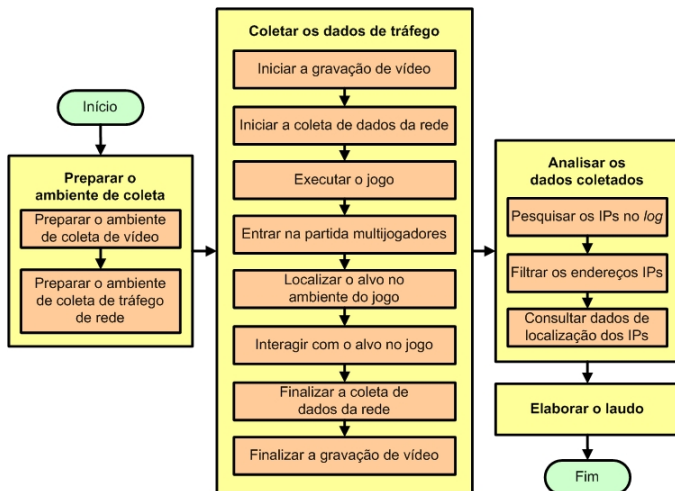 Início
Preparar o
ambiente de coleta
Preparar o ambiente
de coleta de vídeo
Preparar o ambiente
de coleta de tráfego
de rede
Coletar os dados de tráfego
Iniciar a gravação de vídeo
Iniciar a coleta de dados da rede
Executar o jogo
Entrar na partida multijogadores
Localizar o alvo no
ambiente do jogo
Interagir com o alvo no jogo
Finalizar a coleta de
dados da rede
Finalizar a gravação de vídeo
Analisar os
dados coletados
Pesquisar os IPs no log
Filtrar os endereços IPs
Consultar dados de
localização dos IPs
Elaborar o laudo
Fim